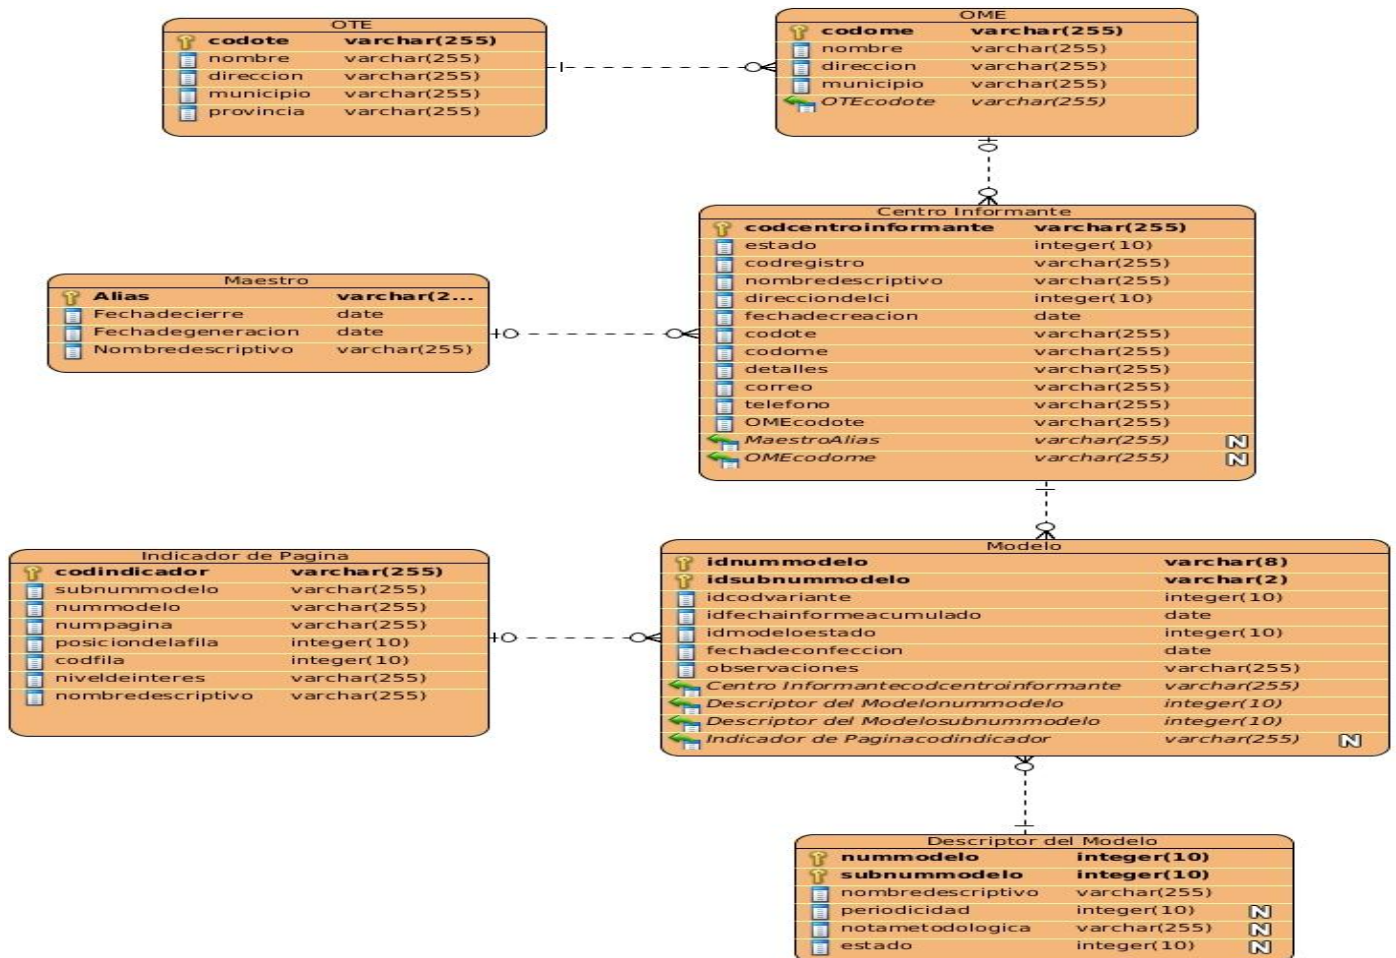 OTE
codote varchar(255)
nombre varchar(255)
direccion varchar(255)
municipio varchar(255)
provincia varchar(255)
OME
codome varchar(255)
nombre varchar(255)
direccion varchar(255)
municipio varchar(255)
OTEcodote varchar(255)
Centro Informante
codcentroinformante varchar(255)
estado integer(10)
codregistro varchar(255)
nombredescriptivo varchar(255)
direcciondelci integer(10)
fechadecreacion date
codote varchar(255)
codome varchar(255)
detalles varchar(255)
correo varchar(255)
telefono varchar(255)
OMEcodote varchar(255)
MaestroAlias varchar(255) N
OMEcodome varchar(255) N
Maestro
Alias varchar(2...
Fechadecierre date
Fechadegeneracion date
Nombredescriptivo varchar(255)
Indicador de Pagina
codindicador varchar(255)
subnummodelo varchar(255)
nummodelo varchar(255)
numpagina varchar(255)
posiciondelafila integer(10)
codfila integer(10)
niveldeinteres varchar(255)
nombredescriptivo varchar(255)
Modelo
idnummodelo varchar(8)
idsubnummodelo varchar(2)
idcodvariante integer(10)
idfechainformeacumulado date
idmodeloestado integer(10)
fechadeconfeccion date
observaciones varchar(255)
Centro Informantecodcentroinformante varchar(255)
Descriptor del Modelonummodelo integer(10)
Descriptor del Modelosubnummodelo integer(10)
Indicador de Paginacodindicador varchar(255) N
Descriptor del Modelo
nummodelo integer(10)
subnummodelo integer(10)
nombredescriptivo varchar(255)
periodicidad integer(10) N
notametodologica varchar(255) N
estado integer(10) N